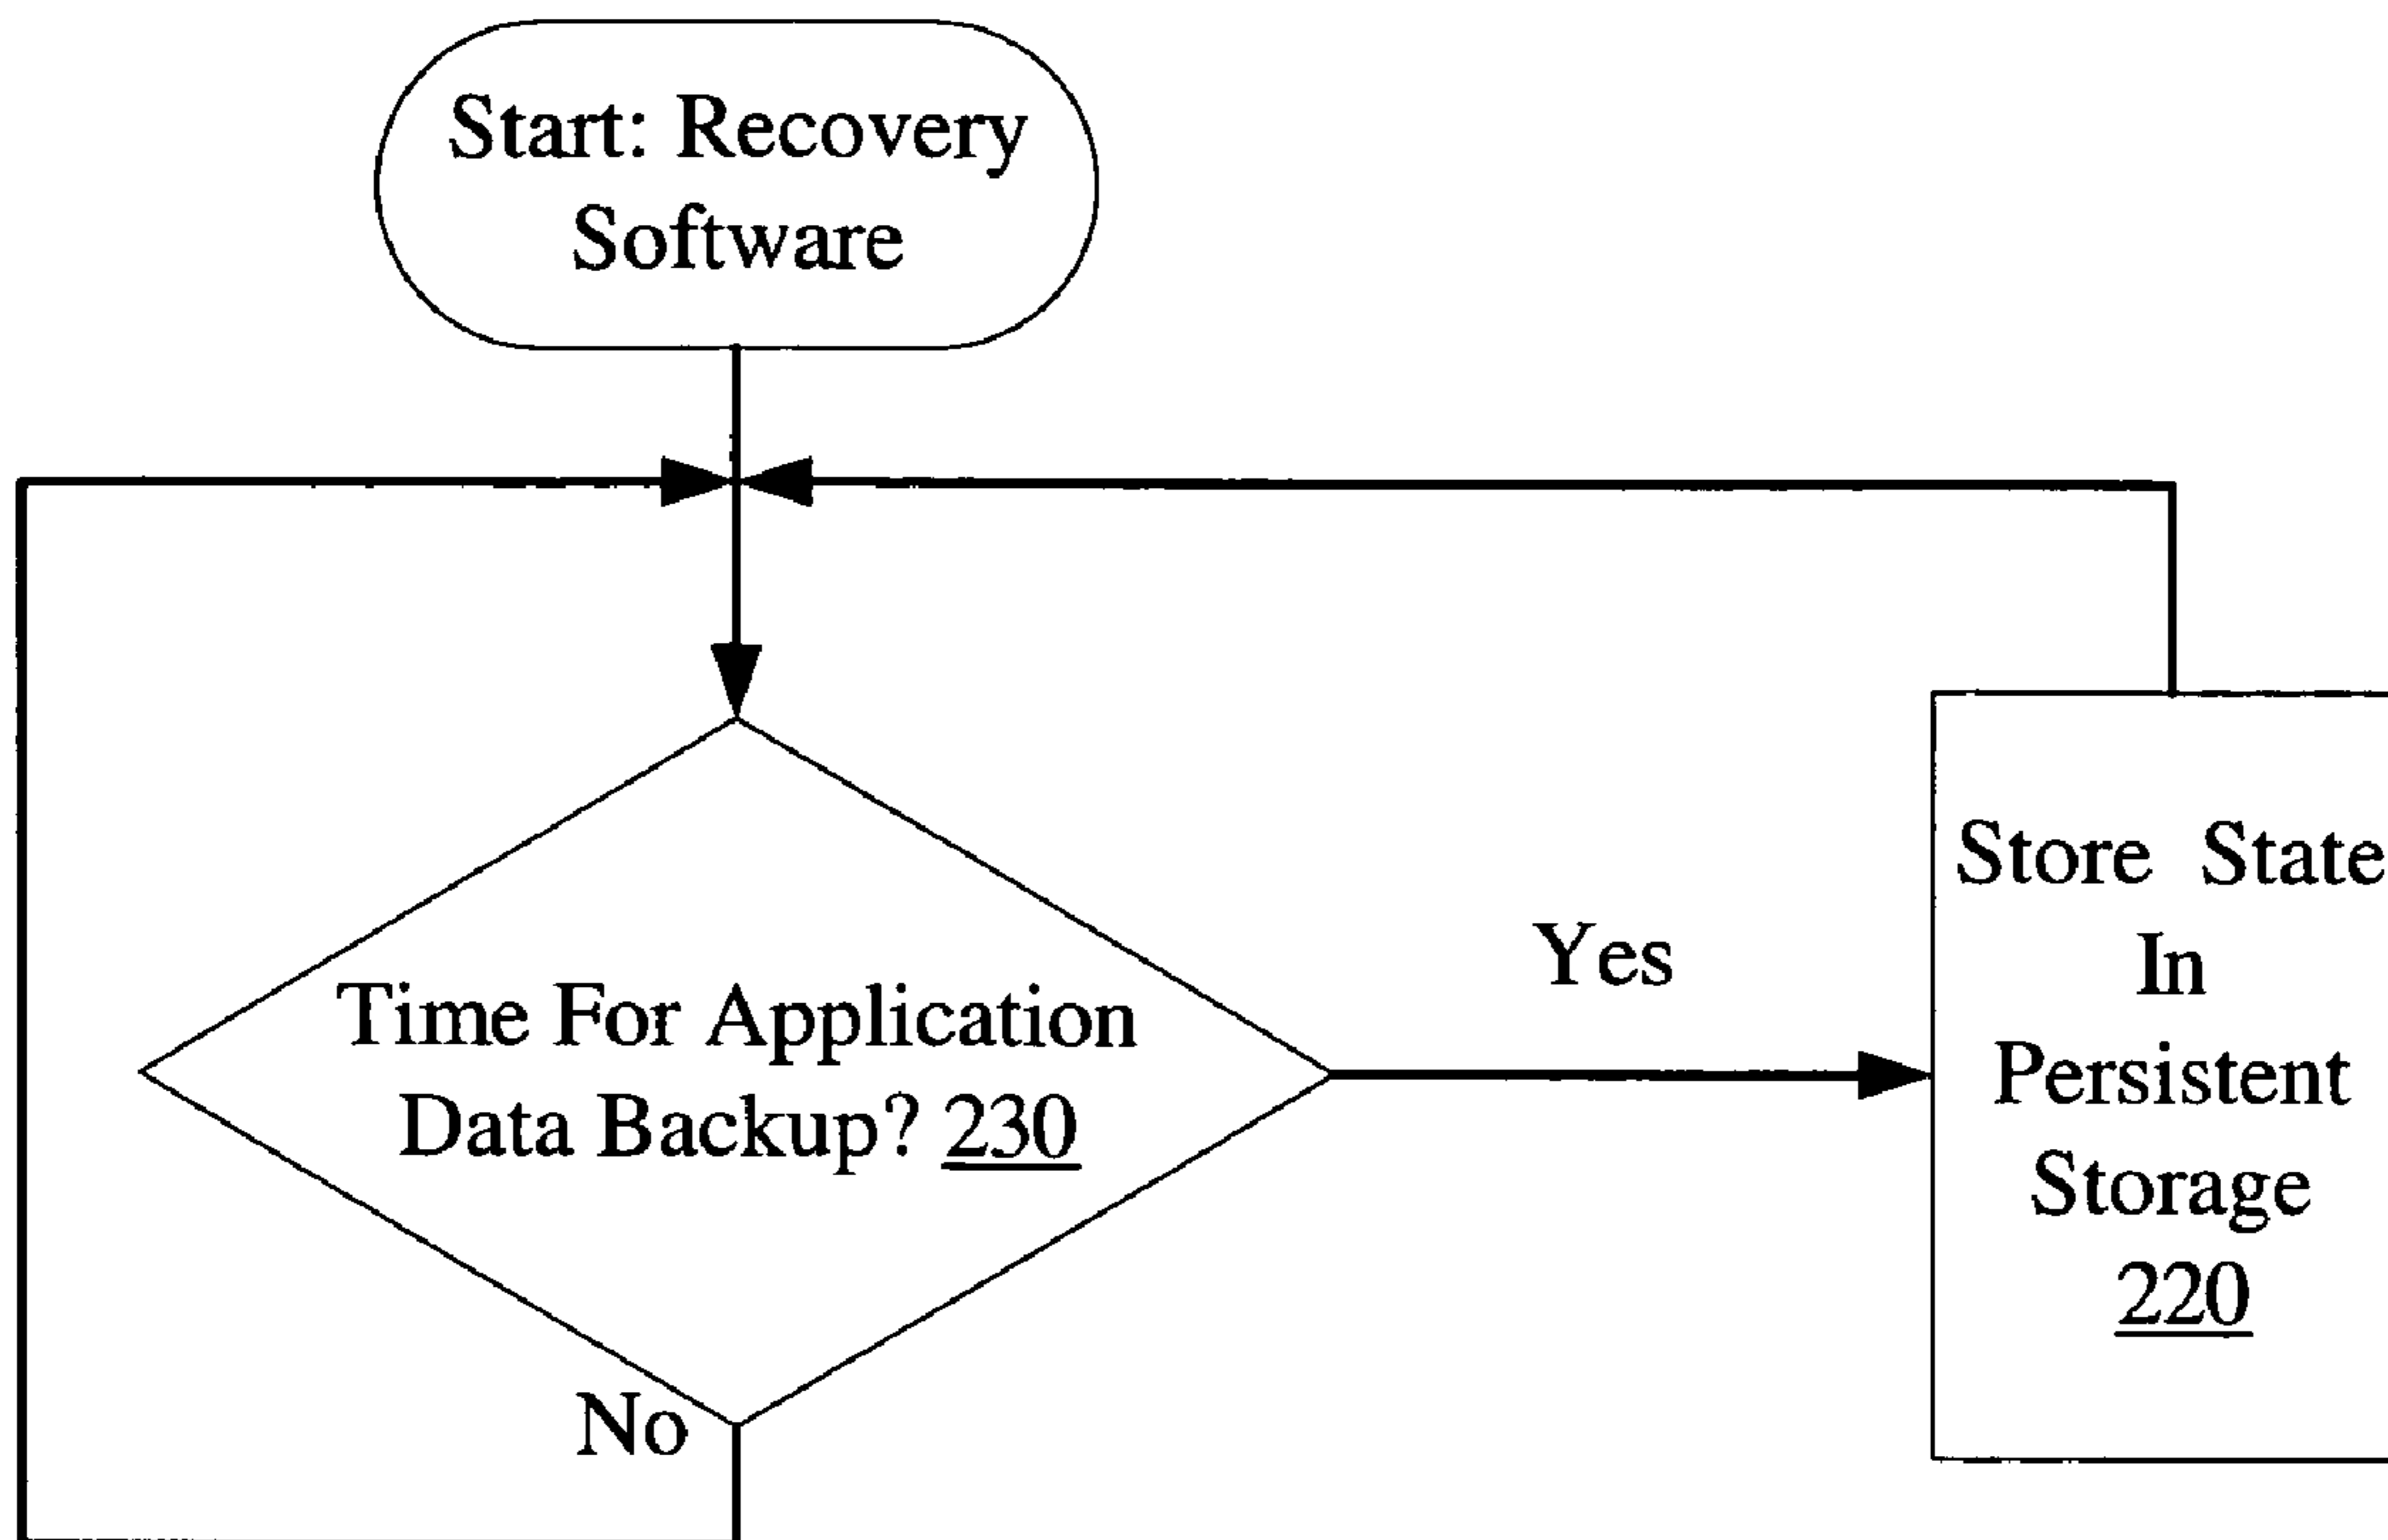 Start: Recovery
Software
Time For Application
Data Backup? 230
Yes
Store State
In
Persistent
Storage
220
No